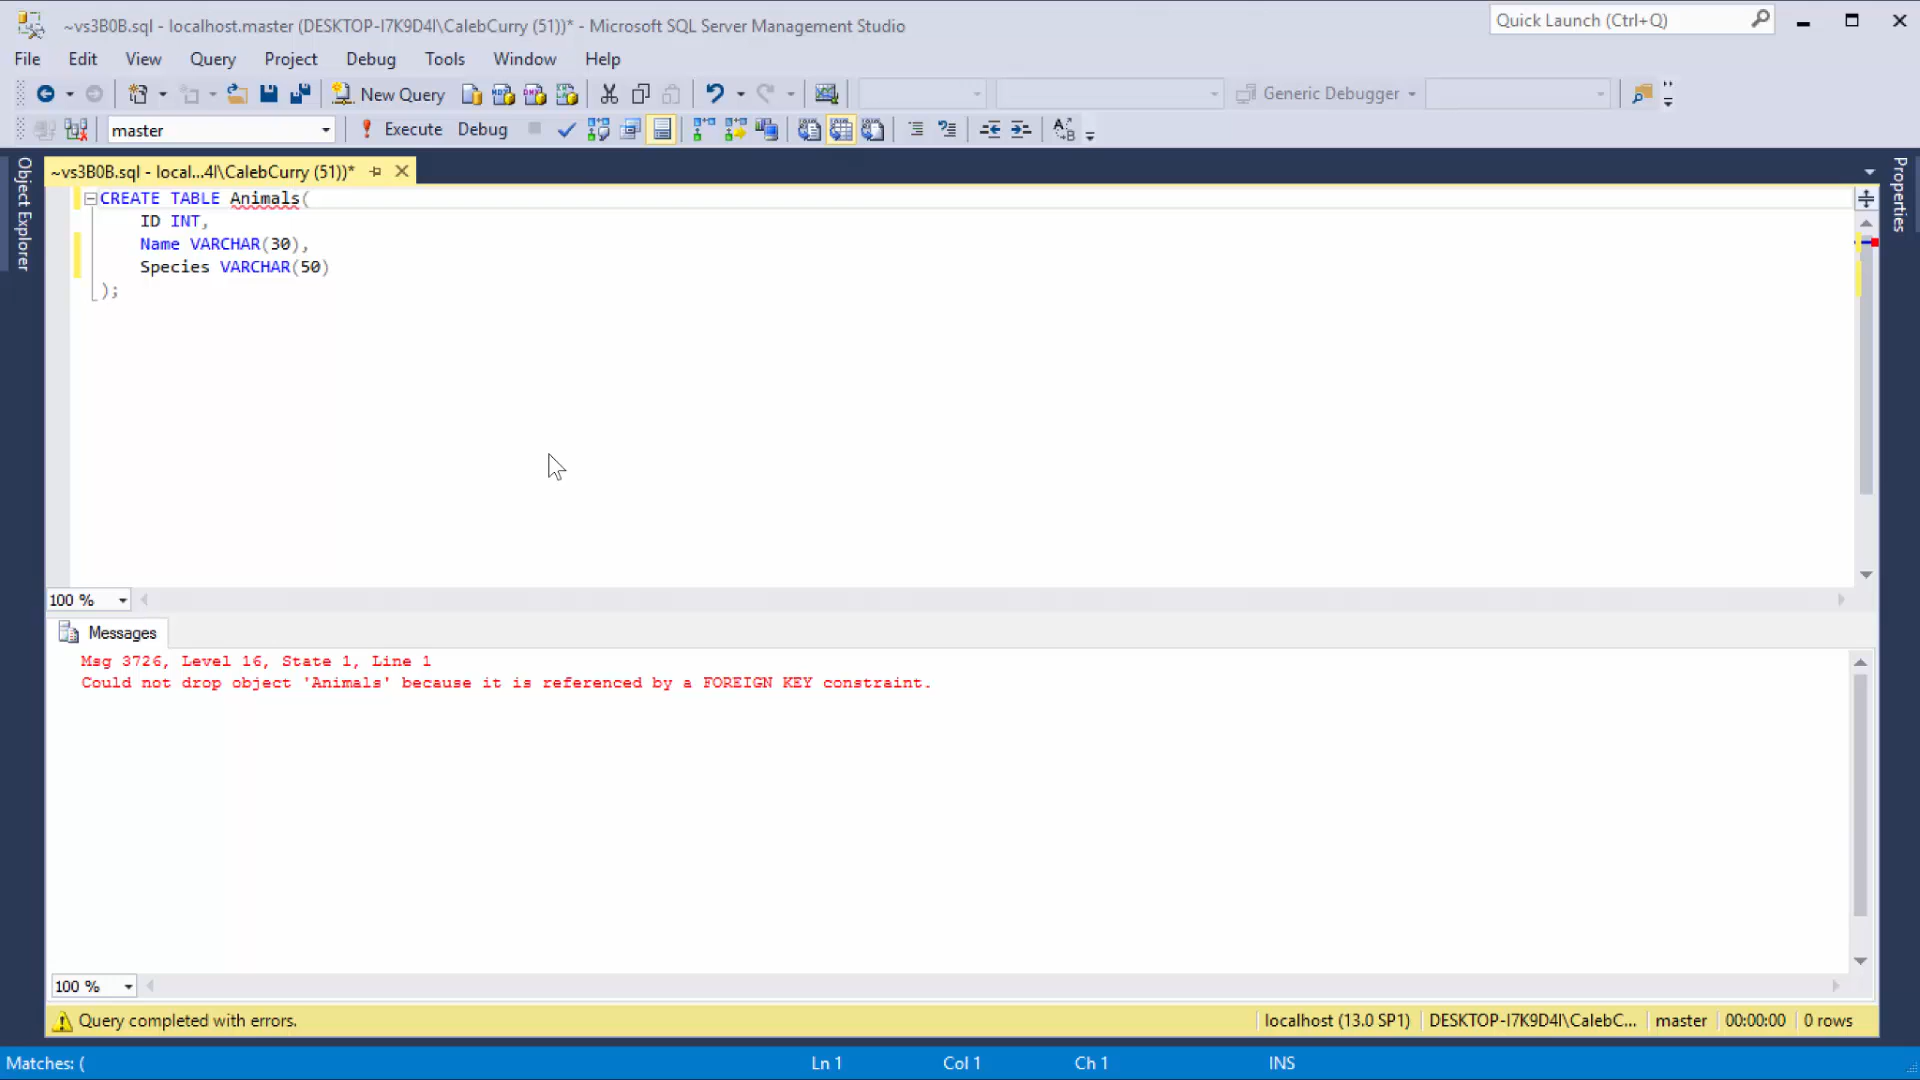 ~vs3B0B.sql - localhost.master (DESKTOP-I7K9D4I\CalebCurry (51))* - Microsoft SQL Server Management Studio
Quick Launch (Ctrl+Q)
File Edit View Query Project Debug Tools Window Help
New Query
Generic Debugger
master
Execute Debug
Object Explorer
~vs3B0B.sql - local...4I\CalebCurry (51))*
Properties
CREATE TABLE Animals(
ID INT,
Name VARCHAR(30),
Species VARCHAR(50)
);
100 %
Messages
Msg 3726, Level 16, State 1, Line 1
Could not drop object 'Animals' because it is referenced by a FOREIGN KEY constraint.
100 %
Query completed with errors.
localhost (13.0 SP1) DESKTOP-I7K9D4I\CalebC... master 00:00:00 0 rows
Matches: ( Ln 1 Col 1 Ch 1 INS